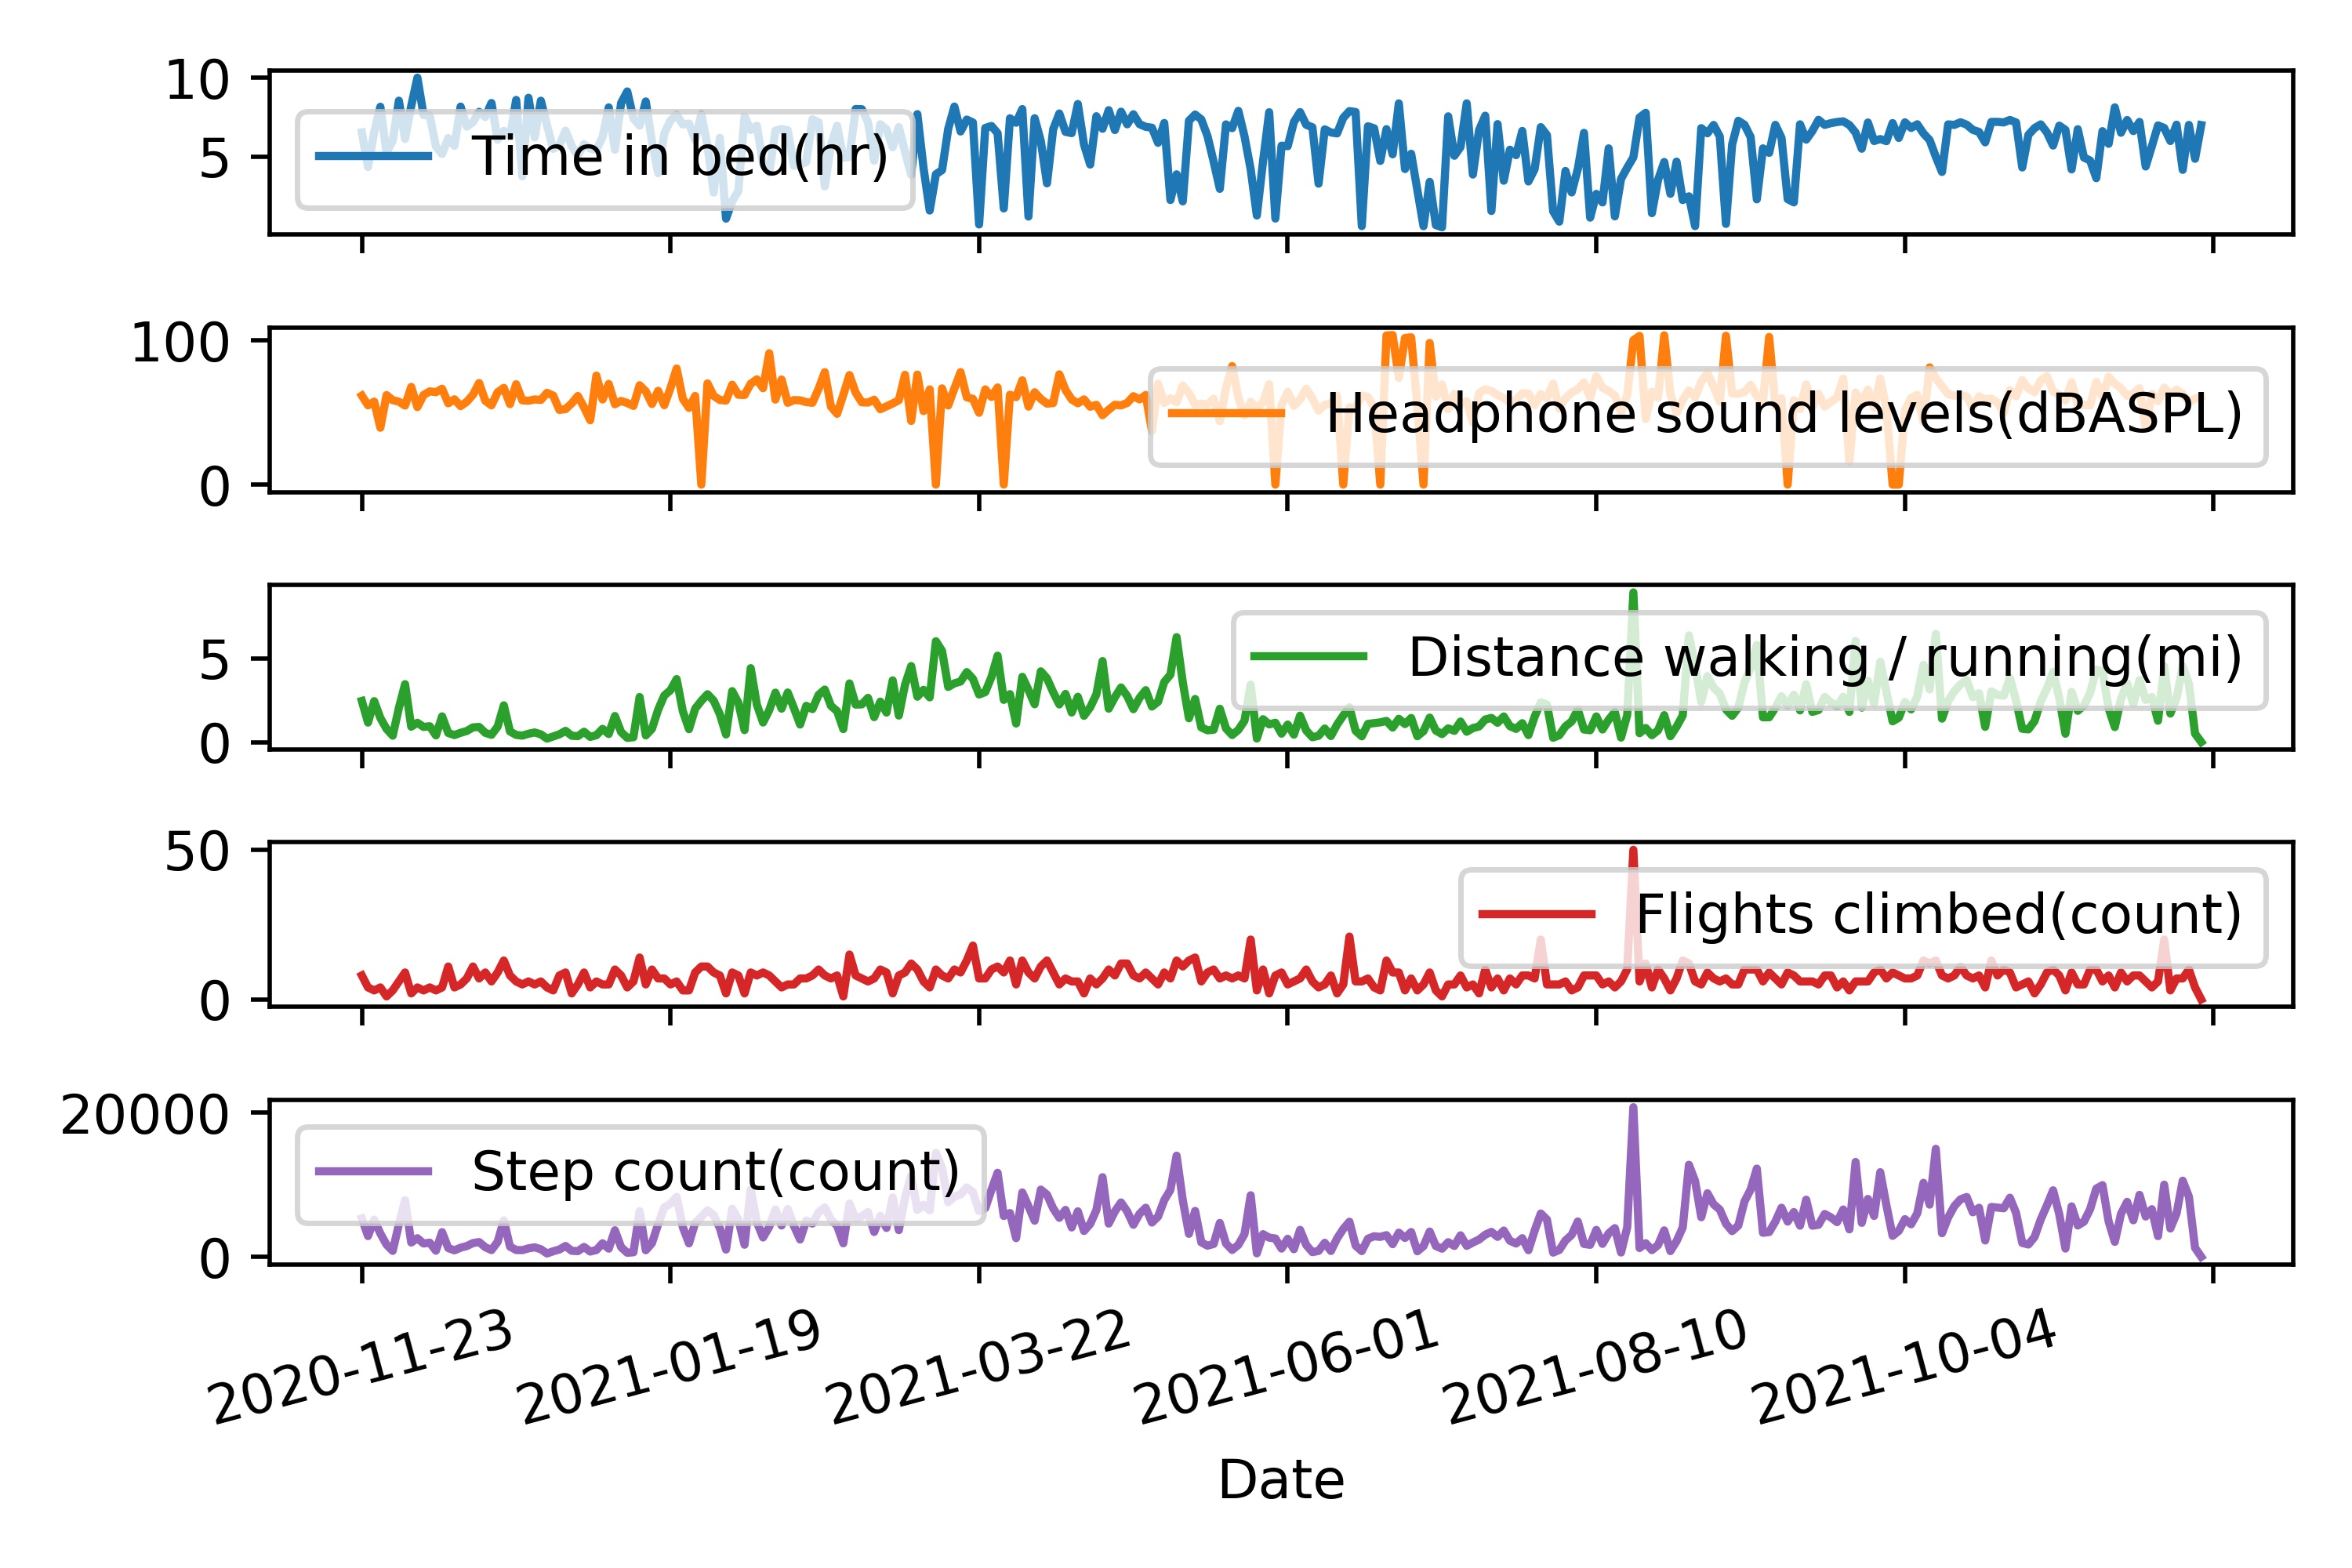 10
5
Time in bed(hr)
100
0
Headphone sound levels(dBASPL)
5
0
Distance walking / running(mi)
50
0
Flights climbed(count)
20000
0
Step count(count)
2020-11-23
2021-01-19
2021-03-22
2021-06-01
2021-08-10
2021-10-04
Date